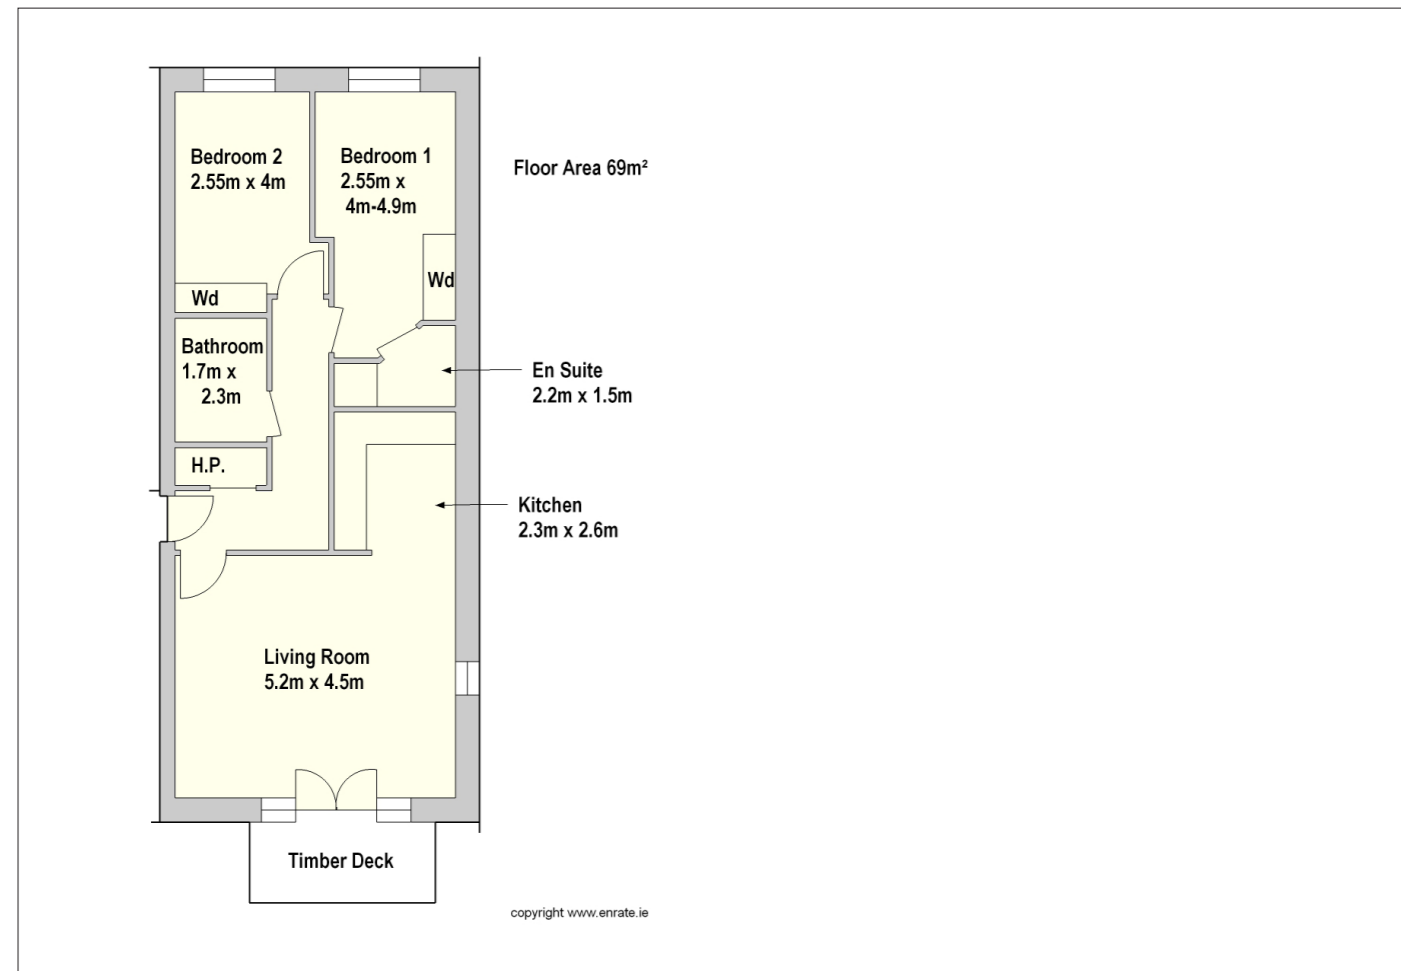 Bedroom 2
2.55m x 4m
Bedroom 1
2.55m x
4m-4.9m
Floor Area 69m²
Wd
Wd
Bathroom
1.7m x
2.3m
En Suite
2.2m x 1.5m
H.P.
Kitchen
2.3m x 2.6m
Living Room
5.2m x 4.5m
Timber Deck
copyright www.enrate.ie